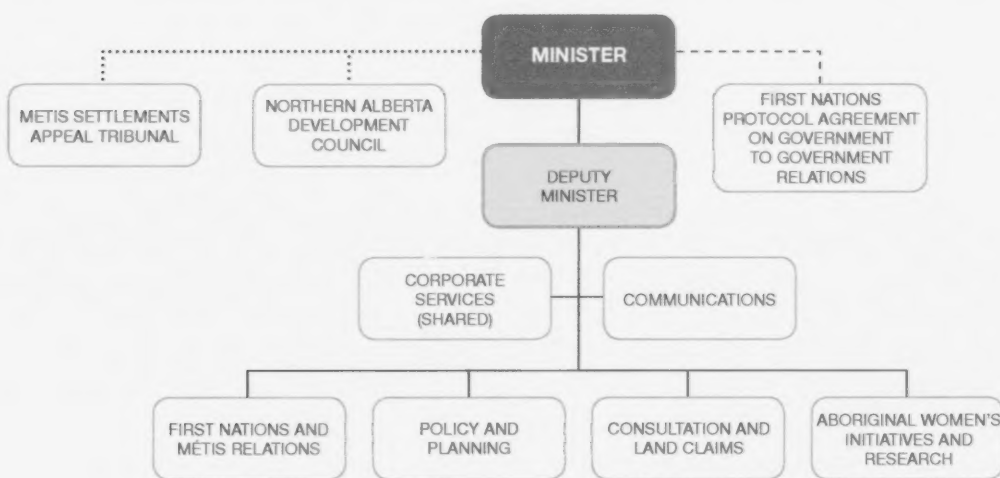 MINISTER
METIS SETTLEMENTS
APPEAL TRIBUNAL
NORTHERN ALBERTA
DEVELOPMENT
COUNCIL
FIRST NATIONS
PROTOCOL AGREEMENT
ON GOVERNMENT
TO GOVERNMENT
RELATIONS
DEPUTY
MINISTER
CORPORATE
SERVICES
(SHARED)
COMMUNICATIONS
FIRST NATIONS AND
MÉTIS RELATIONS
POLICY AND
PLANNING
CONSULTATION AND
LAND CLAIMS
ABORIGINAL WOMEN'S
INITIATIVES AND
RESEARCH